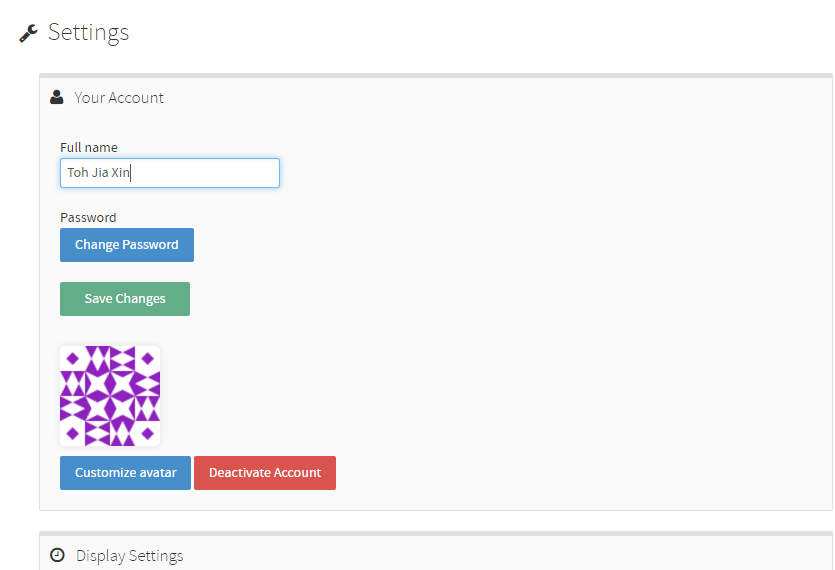 Settings
Your Account
Full name
Toh Jia Xin
Password
Change Password
Save Changes
Customize avatar Deactivate Account
Display Settings